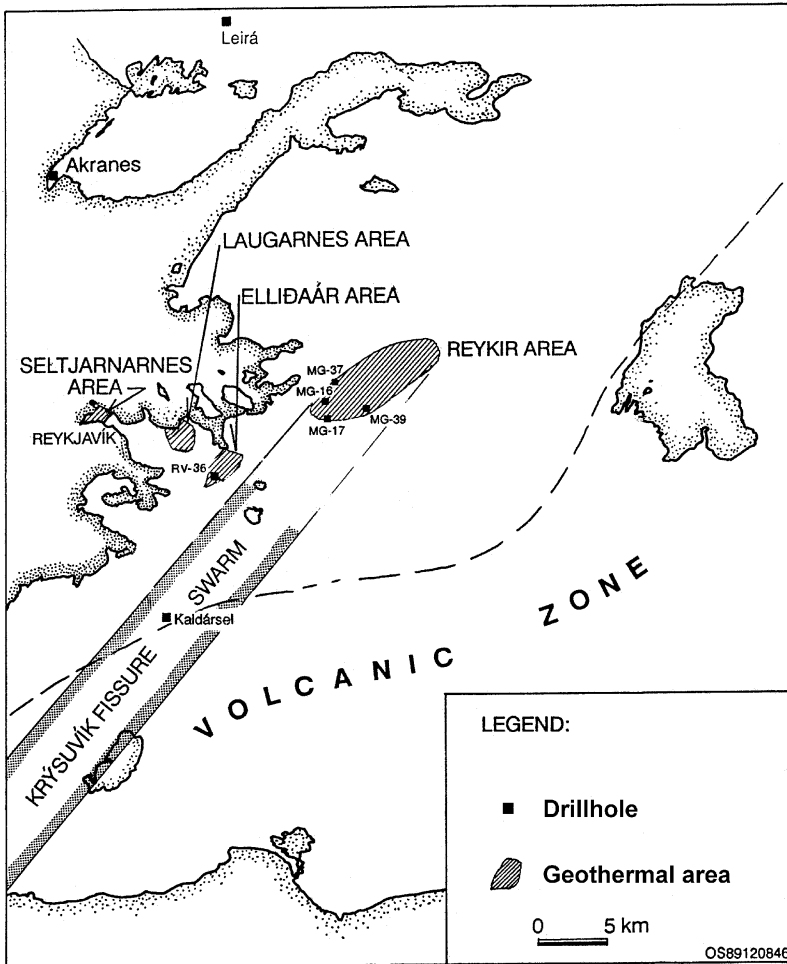 Leirá
Akranes
LAUGARNES AREA
ELLIÐAÁR AREA
SELTJARNARNES
AREA
REYKJAVÍK
REYKIR AREA
MG-37
MG-16
MG-17
MG-39
RV-36
KRÝSUVÍK FISSURE SWARM
Kaldársel
VOLCANIC ZONE
LEGEND:
Drillhole
Geothermal area
0 5 km
OS89120846